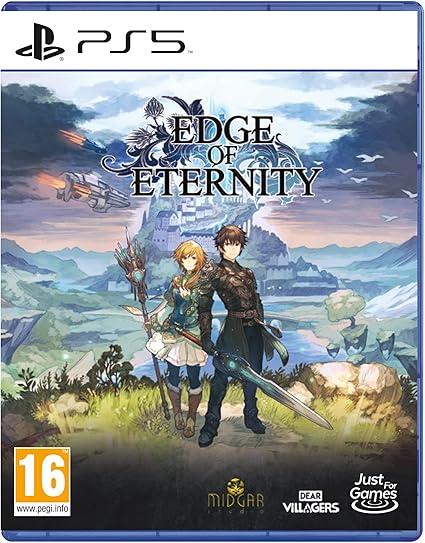 PS5
EDGE
OF
ETERNITY
16
www.pegi.info
MIDGAR
studio
DEAR
VILLAGERS
Just
For
Games